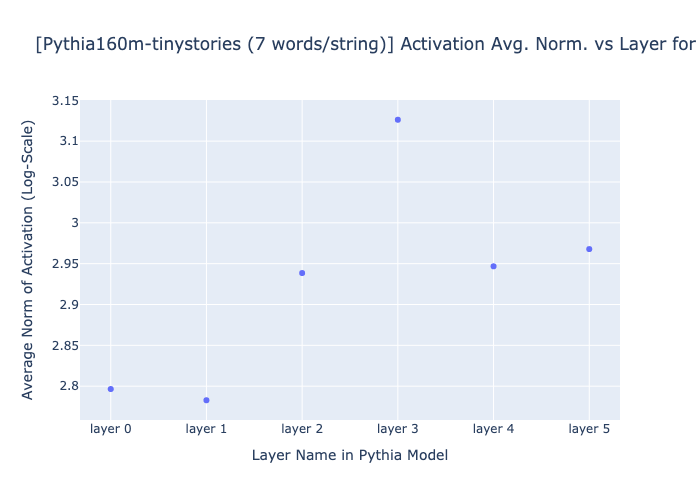 [Pythia160m-tinystories (7 words/string)] Activation Avg. Norm. vs Layer for
3.15
3.1
3.05
3
2.95
2.9
2.85
2.8
Average Norm of Activation (Log-Scale)
layer 0 layer 1 layer 2 layer 3 layer 4 layer 5
Layer Name in Pythia Model